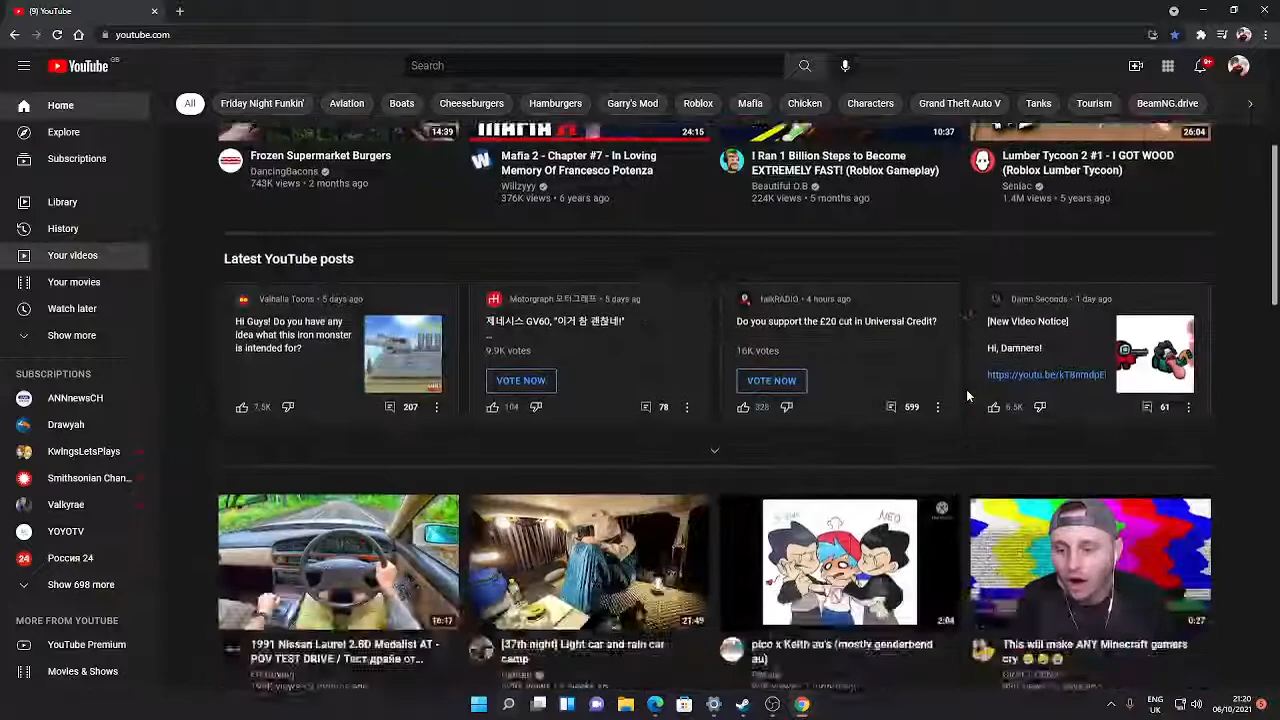 (9) YouTube
youtube.com
YouTube GB
Search
9+
All
Friday Night Funkin'
Aviation
Boats
Cheeseburgers
Hamburgers
Garry's Mod
Roblox
Mafia
Chicken
Characters
Grand Theft Auto V
Tanks
Tourism
BeamNG.drive
Home
Explore
Subscriptions
Library
History
Your videos
Your movies
Watch later
Show more
SUBSCRIPTIONS
ANNnewsCH
Drawyah
KwingsLetsPlays
Smithsonian Chan...
Valkyrae
YOYOTV
Россия 24
Show 698 more
MORE FROM YOUTUBE
YouTube Premium
Movies & Shows
14:39
Frozen Supermarket Burgers
DancingBacons
743K views • 2 months ago
24:15
Mafia 2 - Chapter #7 - In Loving
Memory Of Francesco Potenza
Willzyyy
376K views • 6 years ago
10:37
I Ran 1 Billion Steps to Become
EXTREMELY FAST! (Roblox Gameplay)
Beautiful O.B
224K views • 5 months ago
26:04
Lumber Tycoon 2 #1 - I GOT WOOD
(Roblox Lumber Tycoon)
Seniac
1.4M views • 5 years ago
Latest YouTube posts
Valhalla Toons • 5 days ago
Hi Guys! Do you have any
idea what this iron monster
is intended for?
7.5K
207
Motorgraph 모터그래프 • 5 days ag
제네시스 GV60, "이거 참 괜찮네!"
...
9.9K votes
VOTE NOW
104
78
talkRADIO • 4 hours ago
Do you support the £20 cut in Universal Credit?
16K votes
VOTE NOW
328
599
Damn Seconds • 1 day ago
[New Video Notice]
Hi, Damners!
https://youtu.be/kT8nmdpE
6.5K
61
16:17
1991 Nissan Laurel 2.8D Medalist AT -
POV TEST DRIVE / Тест драйв от...
21:49
[37th night] Light car and rain car
camp
NEO
2:04
pico x Keith au's (mostly genderbend
au)
0:27
This will make ANY Minecraft gamers
cry
ENG
UK
21:20
06/10/2021